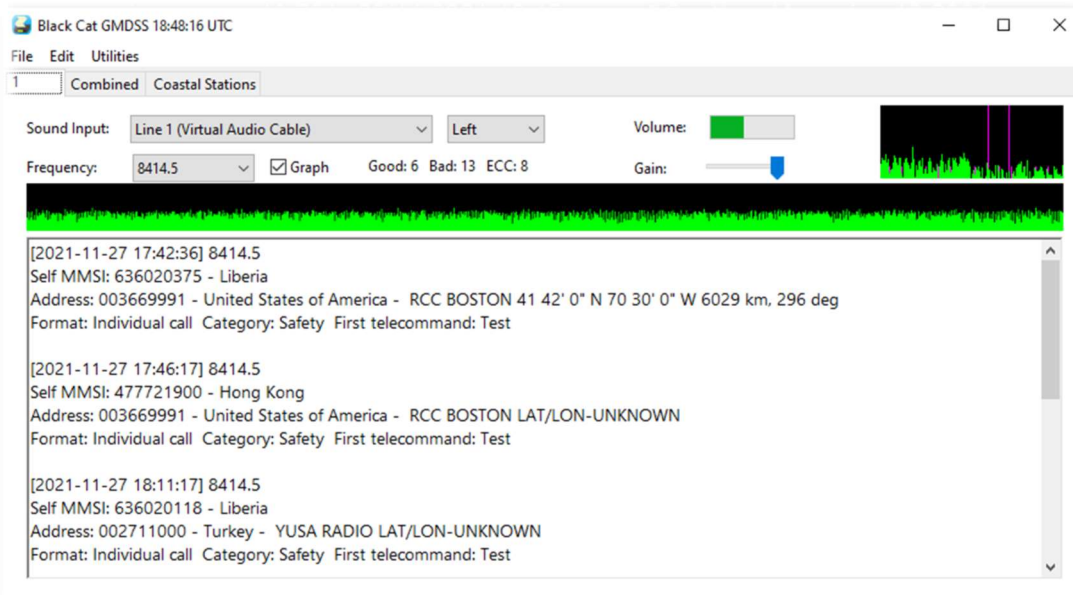 Black Cat GMDSS 18:48:16 UTC
File Edit Utilities
1 Combined Coastal Stations
Sound Input: Line 1 (Virtual Audio Cable) Left Volume:
Frequency: 8414.5 Graph Good: 6 Bad: 13 ECC: 8 Gain:
[2021-11-27 17:42:36] 8414.5
Self MMSI: 636020375 - Liberia
Address: 003669991 - United States of America - RCC BOSTON 41 42' 0" N 70 30' 0" W 6029 km, 296 deg
Format: Individual call Category: Safety First telecommand: Test
[2021-11-27 17:46:17] 8414.5
Self MMSI: 477721900 - Hong Kong
Address: 003669991 - United States of America - RCC BOSTON LAT/LON-UNKNOWN
Format: Individual call Category: Safety First telecommand: Test
[2021-11-27 18:11:17] 8414.5
Self MMSI: 636020118 - Liberia
Address: 002711000 - Turkey - YUSA RADIO LAT/LON-UNKNOWN
Format: Individual call Category: Safety First telecommand: Test